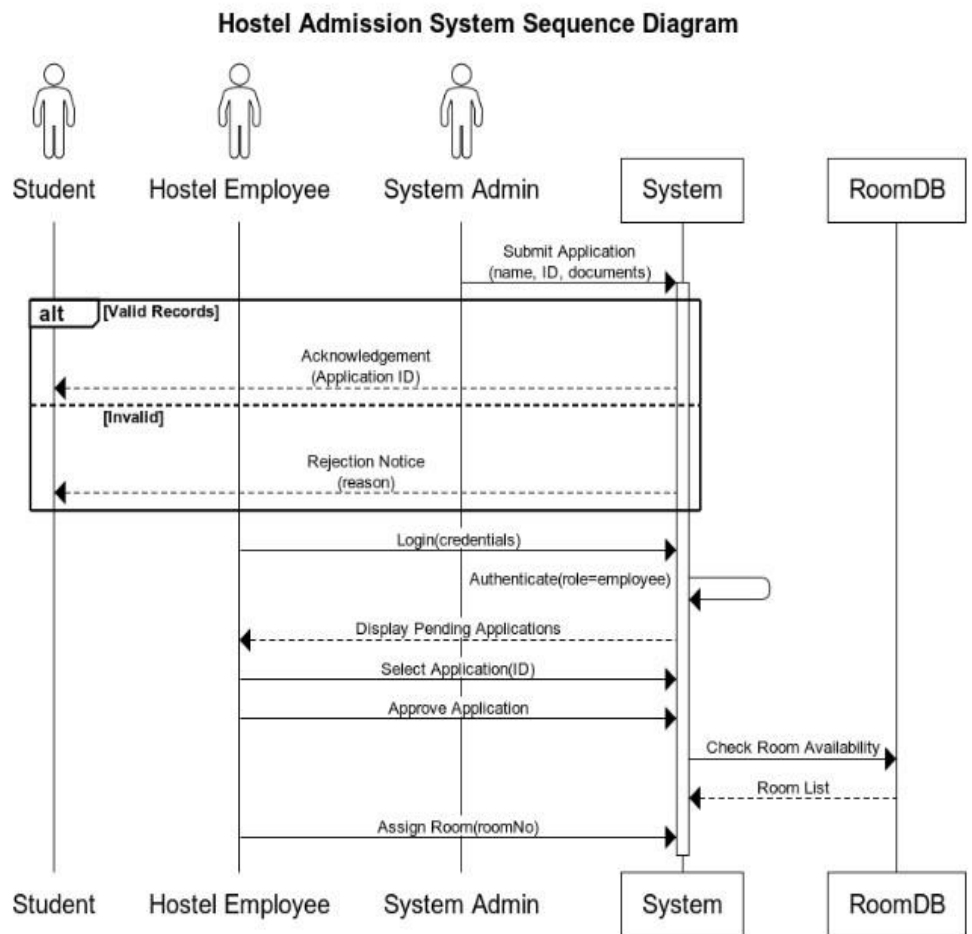 Hostel Admission System Sequence Diagram
Student
Hostel Employee
System Admin
System
RoomDB
Submit Application
(name, ID, documents)
alt
[Valid Records]
Acknowledgement
(Application ID)
[Invalid]
Rejection Notice
(reason)
Login(credentials)
Authenticate(role=employee)
Display Pending Applications
Select Application(ID)
Approve Application
Check Room Availability
Room List
Assign Room(roomNo)
Student
Hostel Employee
System Admin
System
RoomDB